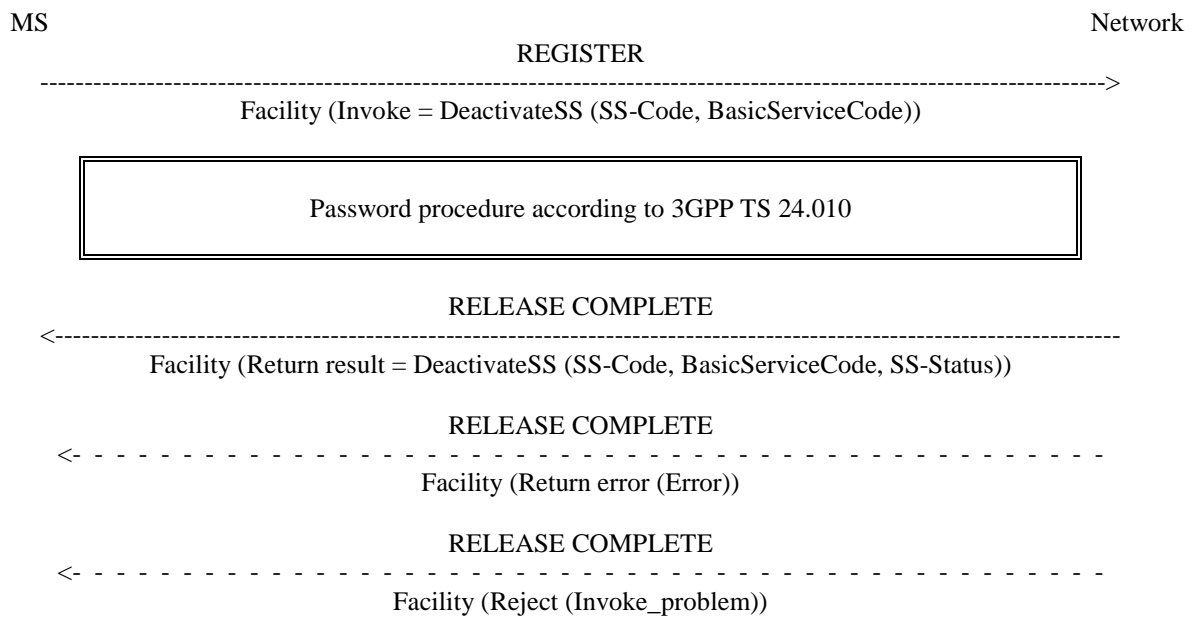 MS Network
REGISTER
Facility (Invoke = DeactivateSS (SS-Code, BasicServiceCode))
Password procedure according to 3GPP TS 24.010
RELEASE COMPLETE
Facility (Return result = DeactivateSS (SS-Code, BasicServiceCode, SS-Status))
RELEASE COMPLETE
Facility (Return error (Error))
RELEASE COMPLETE
Facility (Reject (Invoke_problem))